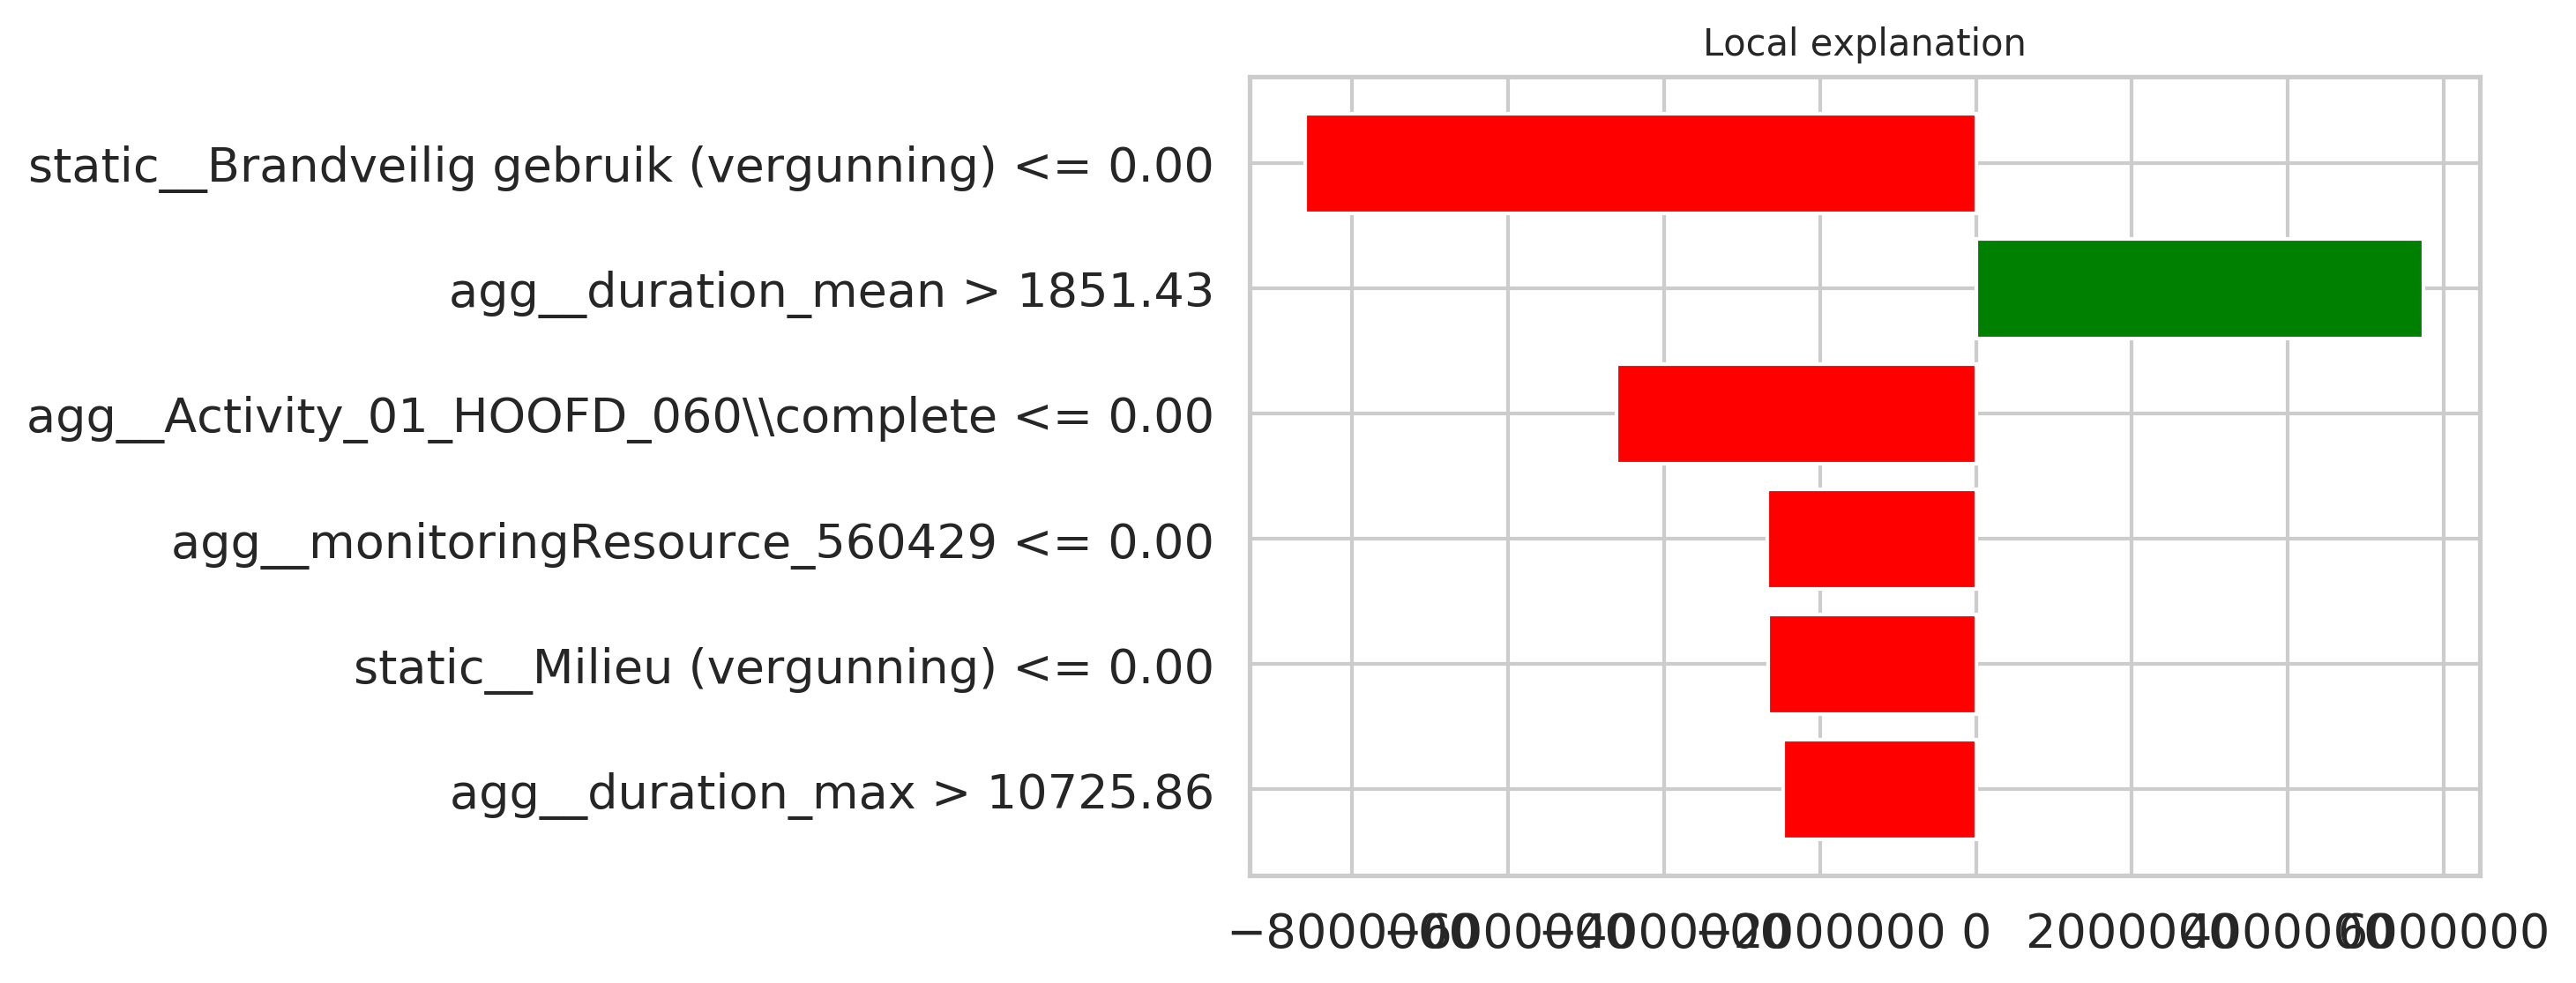 Local explanation
static__Brandveilig gebruik (vergunning) <= 0.00
agg__duration_mean > 1851.43
agg__Activity_01_HOOFD_060\\complete <= 0.00
agg__monitoringResource_560429 <= 0.00
static__Milieu (vergunning) <= 0.00
agg__duration_max > 10725.86
−8000000 −6000000 −4000000 −2000000 0 2000000 4000000 6000000